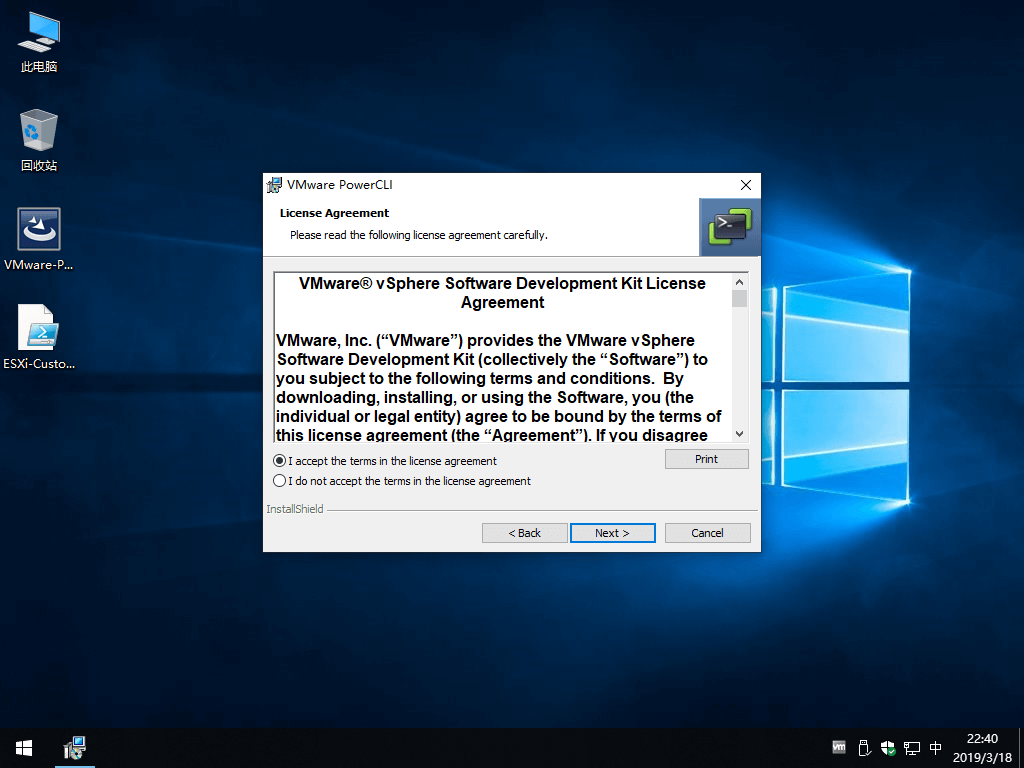 此电脑
回收站
VMware-P...
ESXi-Custo...
VMware PowerCLI
License Agreement
Please read the following license agreement carefully.
>_
VMware® vSphere Software Development Kit License
Agreement
VMware, Inc. (“VMware”) provides the VMware vSphere
Software Development Kit (collectively the “Software”) to
you subject to the following terms and conditions.  By
downloading, installing, or using the Software, you (the
individual or legal entity) agree to be bound by the terms of
this license agreement (the “Agreement”). If you disagree
I accept the terms in the license agreement
Print
I do not accept the terms in the license agreement
InstallShield
< Back
Next >
Cancel
vm
中
22:40
2019/3/18